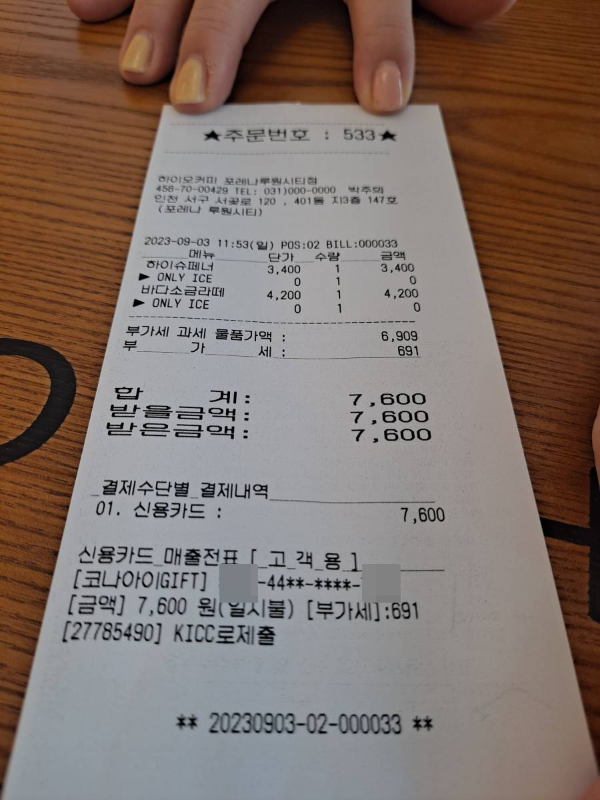 ★주문번호 : 533★
하이오커피 포레나루원시티점
456-70-00429 TEL: 031)000-0000 박주희
인천 서구 서곶로 120 , 401동 지3층 147호
(포레나 루원시티)
2023-09-03 11:53(일) POS:02 BILL:000033
메뉴 단가 수량 금액
하이슈페너 3,400 1 3,400
▶ ONLY ICE 0 1 0
바다소금라떼 4,200 1 4,200
▶ ONLY ICE 0 1 0
부가세 과세 물품가액 : 6,909
부 가 세 : 691
합 계: 7,600
받을금액: 7,600
받은금액: 7,600
결제수단별 결제내역
01. 신용카드 : 7,600
신용카드 매출전표 [ 고 객 용 ]
[코나아이GIFT] -44**-****-
[금액] 7,600 원(일시불) [부가세]:691
[27785490] KICC로제출
** 20230903-02-000033 **